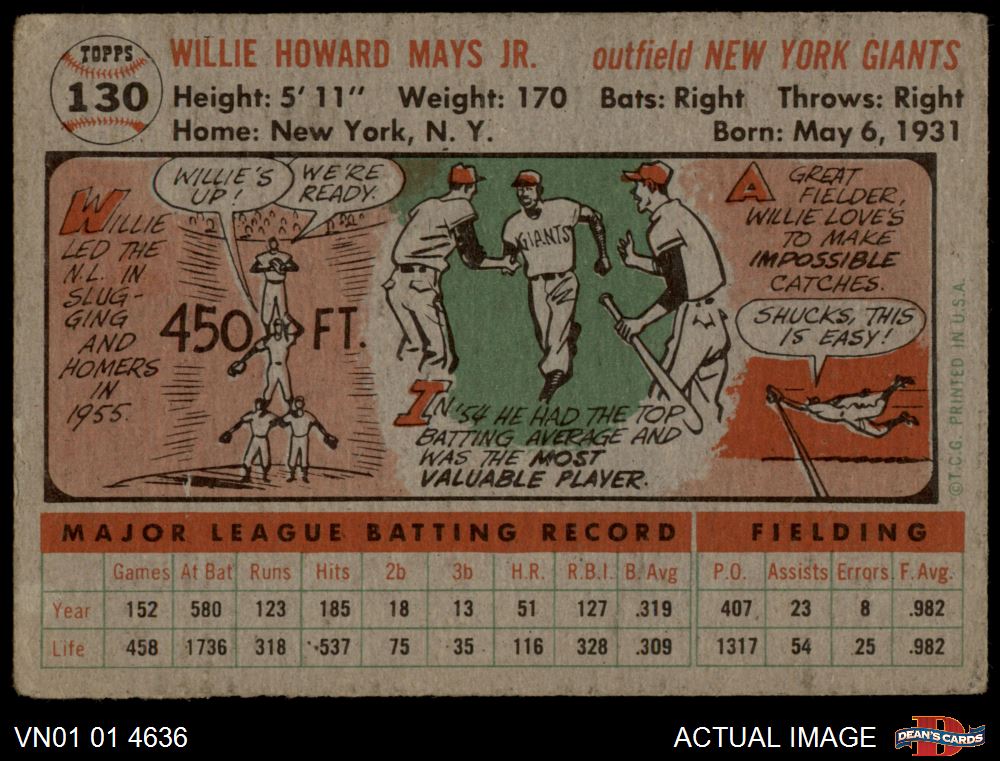 TOPPS
130
WILLIE HOWARD MAYS JR. outfield NEW YORK GIANTS
Height: 5' 11" Weight: 170 Bats: Right Throws: Right
Home: New York, N. Y. Born: May 6, 1931
WILLIE
LED THE
N.L. IN
SLUG-
GING
AND
HOMERS
IN
1955.
WILLIE'S
UP!
WE'RE
READY.
450 FT.
GIANTS
IN '54 HE HAD THE TOP
BATTING AVERAGE AND
WAS THE MOST
VALUABLE PLAYER.
A GREAT
FIELDER,
WILLIE LOVE'S
TO MAKE
IMPOSSIBLE
CATCHES.
SHUCKS, THIS
IS EASY!
©T.C.G. PRINTED IN U.S.A.
MAJOR LEAGUE BATTING RECORD FIELDING
Games At Bat Runs Hits 2b 3b H.R. R.B.I. B. Avg P.O. Assists Errors F. Avg.
Year 152 580 123 185 18 13 51 127 .319 407 23 8 .982
Life 458 1736 318 537 75 35 116 328 .309 1317 54 25 .982
VN01 01 4636 ACTUAL IMAGE
DEAN'S CARDS